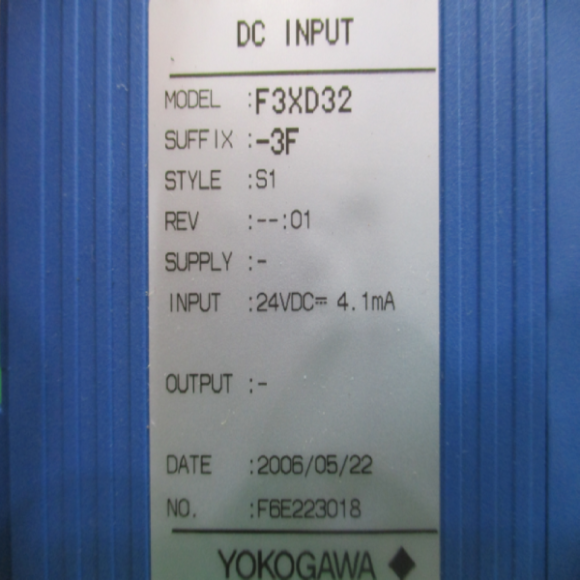 DC INPUT
MODEL :F3XD32
SUFFIX :-3F
STYLE :S1
REV :--:01
SUPPLY :-
INPUT :24VDC⎓ 4.1mA
OUTPUT :-
DATE :2006/05/22
NO. :F6E223018
YOKOGAWA ◆